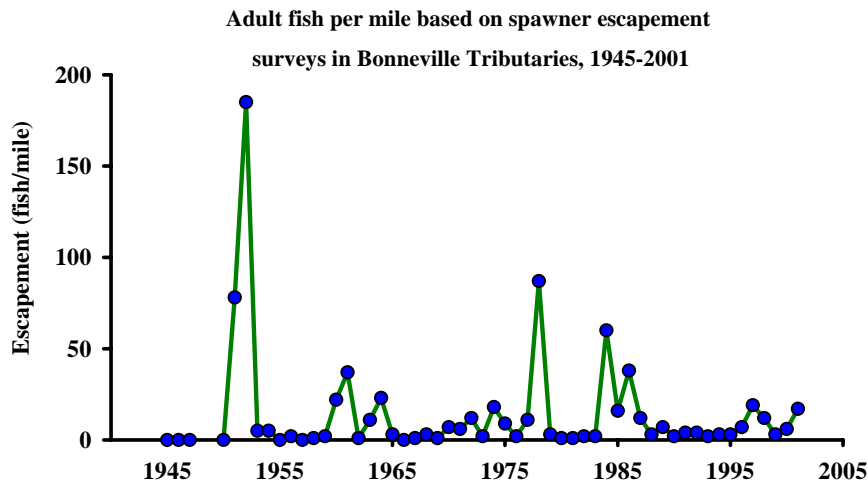 Adult fish per mile based on spawner escapement
surveys in Bonneville Tributaries, 1945-2001
Escapement (fish/mile)
200
150
100
50
0
1945 1955 1965 1975 1985 1995 2005